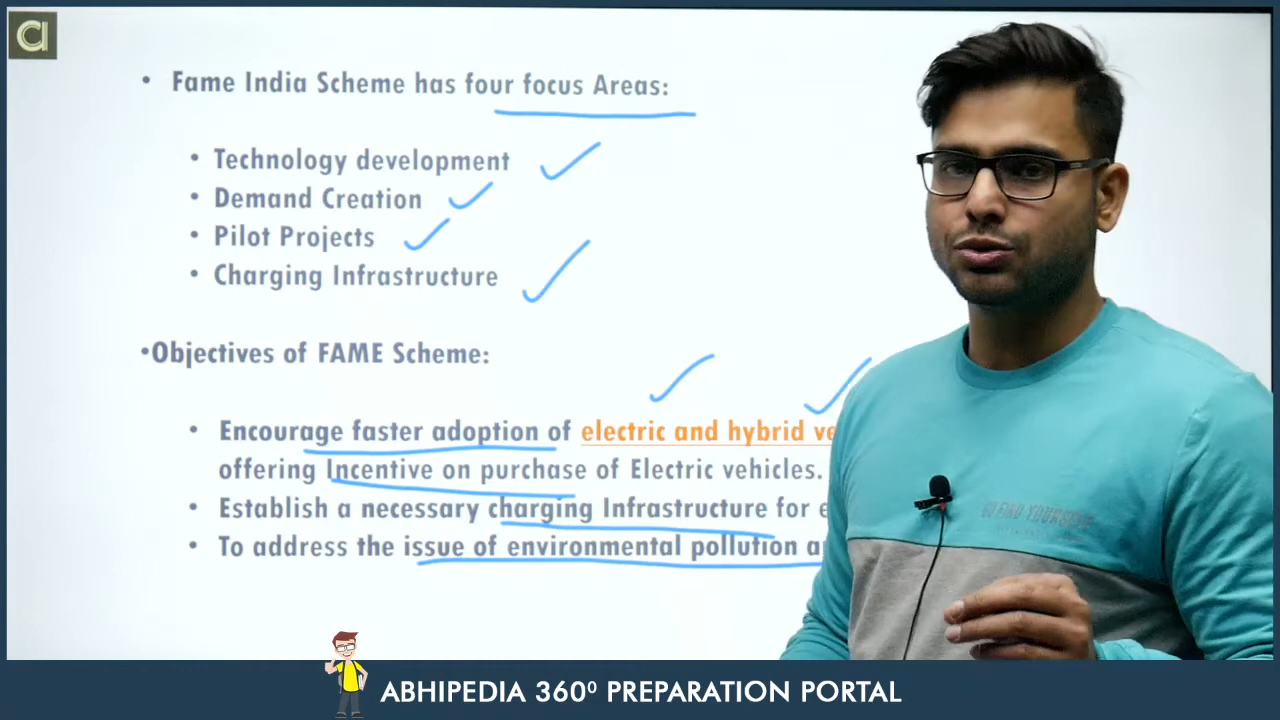 • Fame India Scheme has four focus Areas:
• Technology development
• Demand Creation
• Pilot Projects
• Charging Infrastructure
•Objectives of FAME Scheme:
• Encourage faster adoption of electric and hybrid
offering Incentive on purchase of Electric vehicles.
• Establish a necessary charging Infrastructure for
• To address the issue of environmental pollution
ABHIPEDIA 360⁰ PREPARATION PORTAL